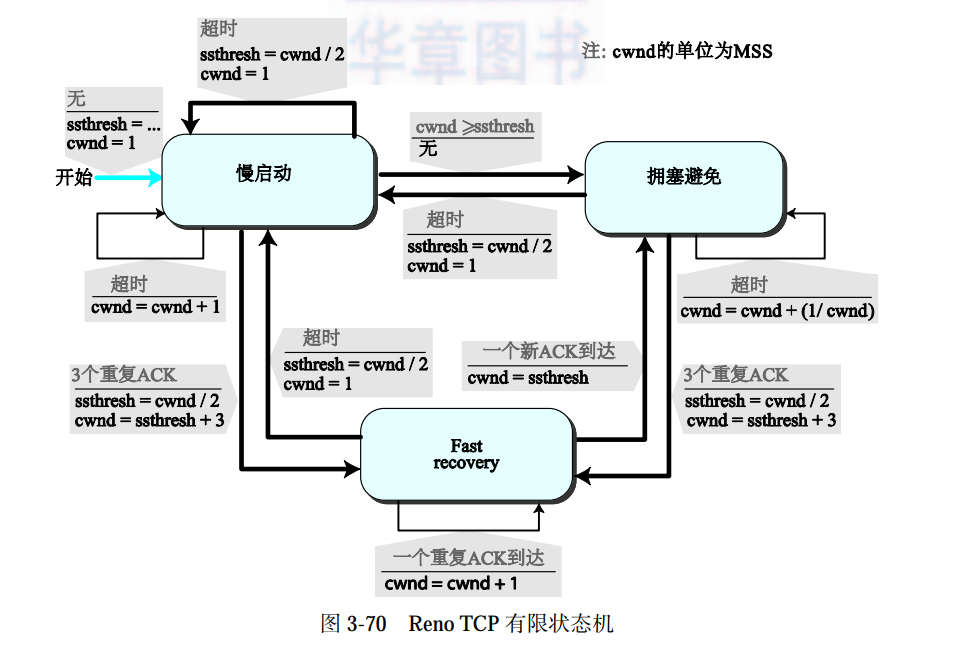 华章图书
超时
ssthresh = cwnd / 2
cwnd = 1
注: cwnd的单位为MSS
无
ssthresh = ...
cwnd = 1
开始
慢启动
cwnd ⩾ssthresh
无
拥塞避免
超时
ssthresh = cwnd / 2
cwnd = 1
超时
cwnd = cwnd + 1
超时
cwnd = cwnd + (1/ cwnd)
超时
ssthresh = cwnd / 2
cwnd = 1
一个新ACK到达
cwnd = ssthresh
3个重复ACK
ssthresh = cwnd / 2
cwnd = ssthresh + 3
3个重复ACK
ssthresh = cwnd / 2
cwnd = ssthresh + 3
Fast
recovery
一个重复ACK到达
cwnd = cwnd + 1
图 3-70 Reno TCP 有限状态机